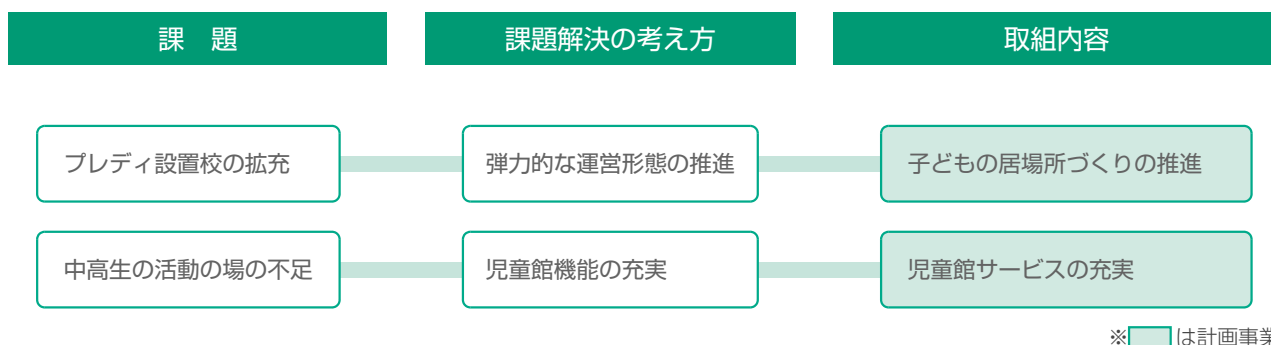 課　題
課題解決の考え方
取組内容
プレディ設置校の拡充
弾力的な運営形態の推進
子どもの居場所づくりの推進
中高生の活動の場の不足
児童館機能の充実
児童館サービスの充実
※　　は計画事業